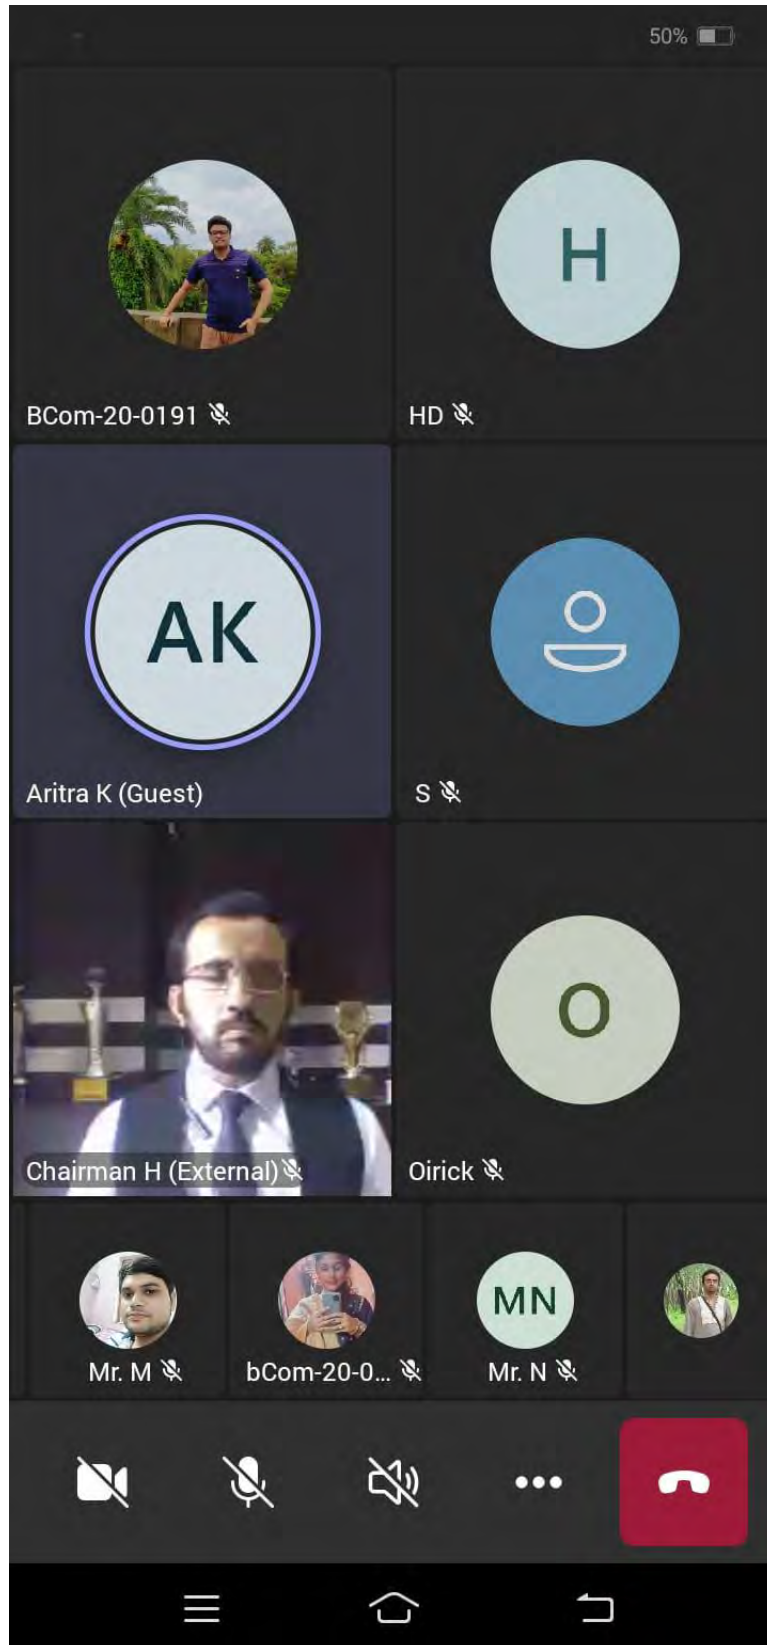 50%
H
BCom-20-0191
HD
AK
Aritra K (Guest)
S
Chairman H (External)
O
Oirick
MN
Mr. M
bCom-20-0...
Mr. N